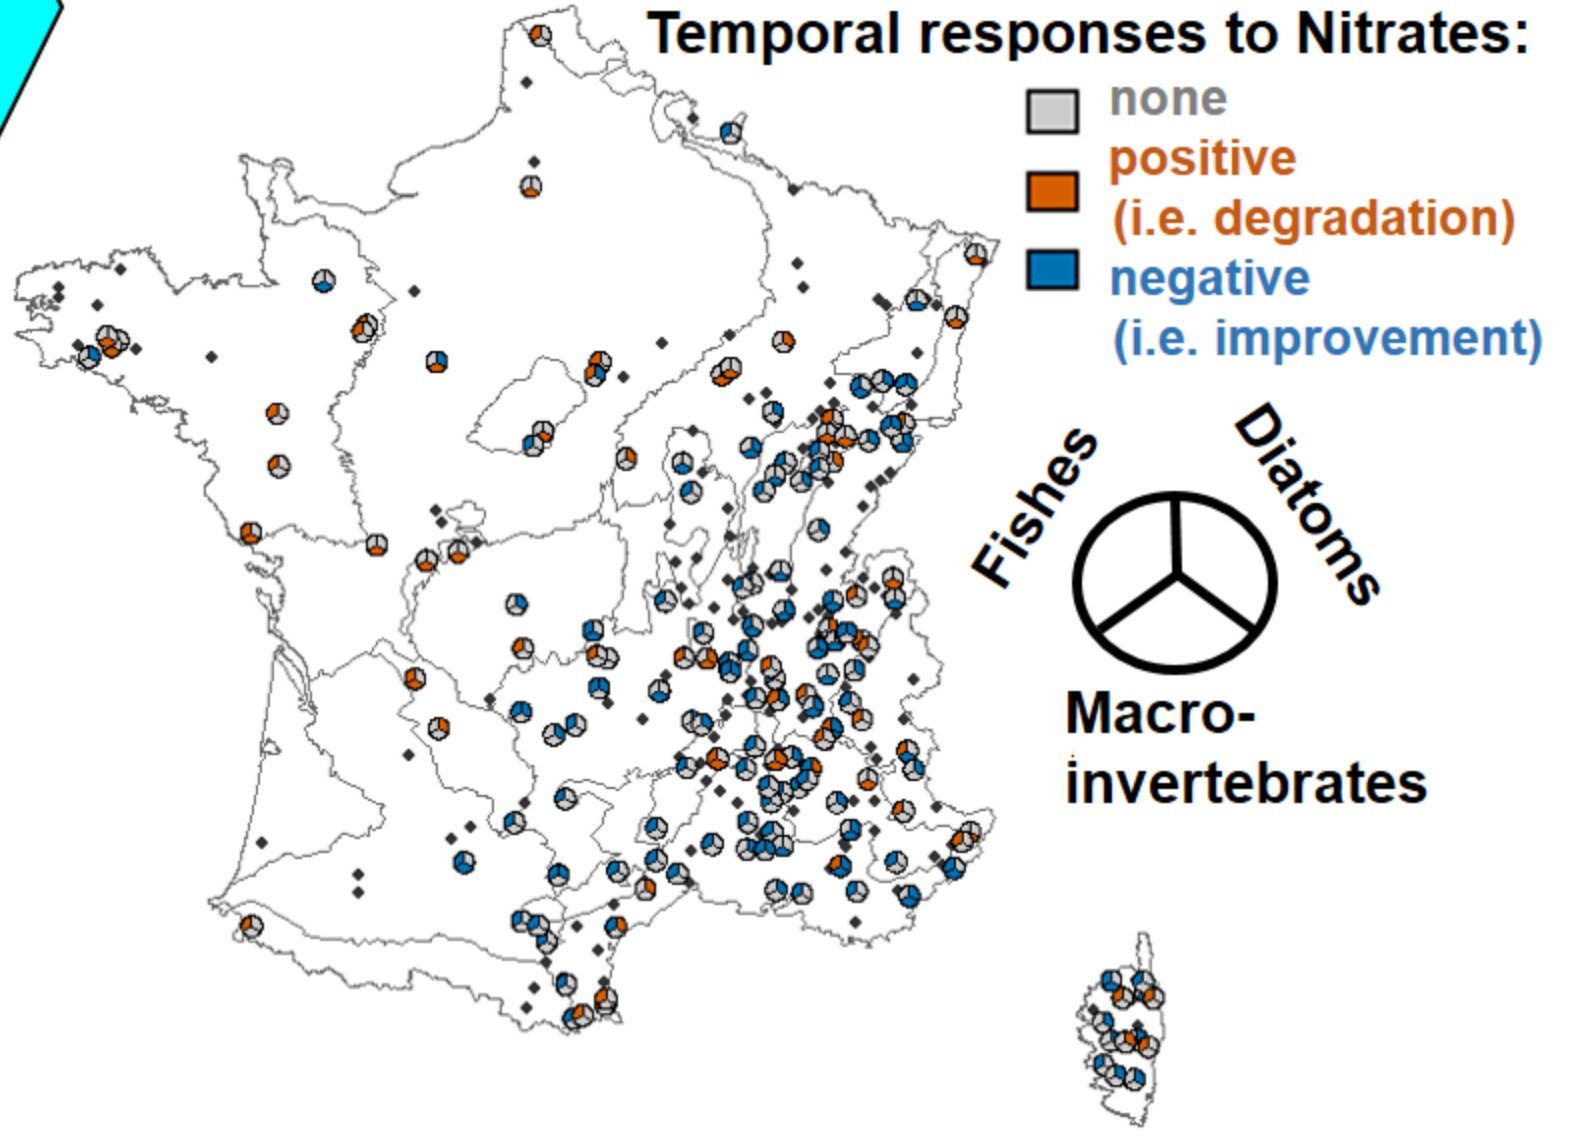 Temporal responses to Nitrates:
none
positive
(i.e. degradation)
negative
(i.e. improvement)
Fishes
Diatoms
Macro-
invertebrates